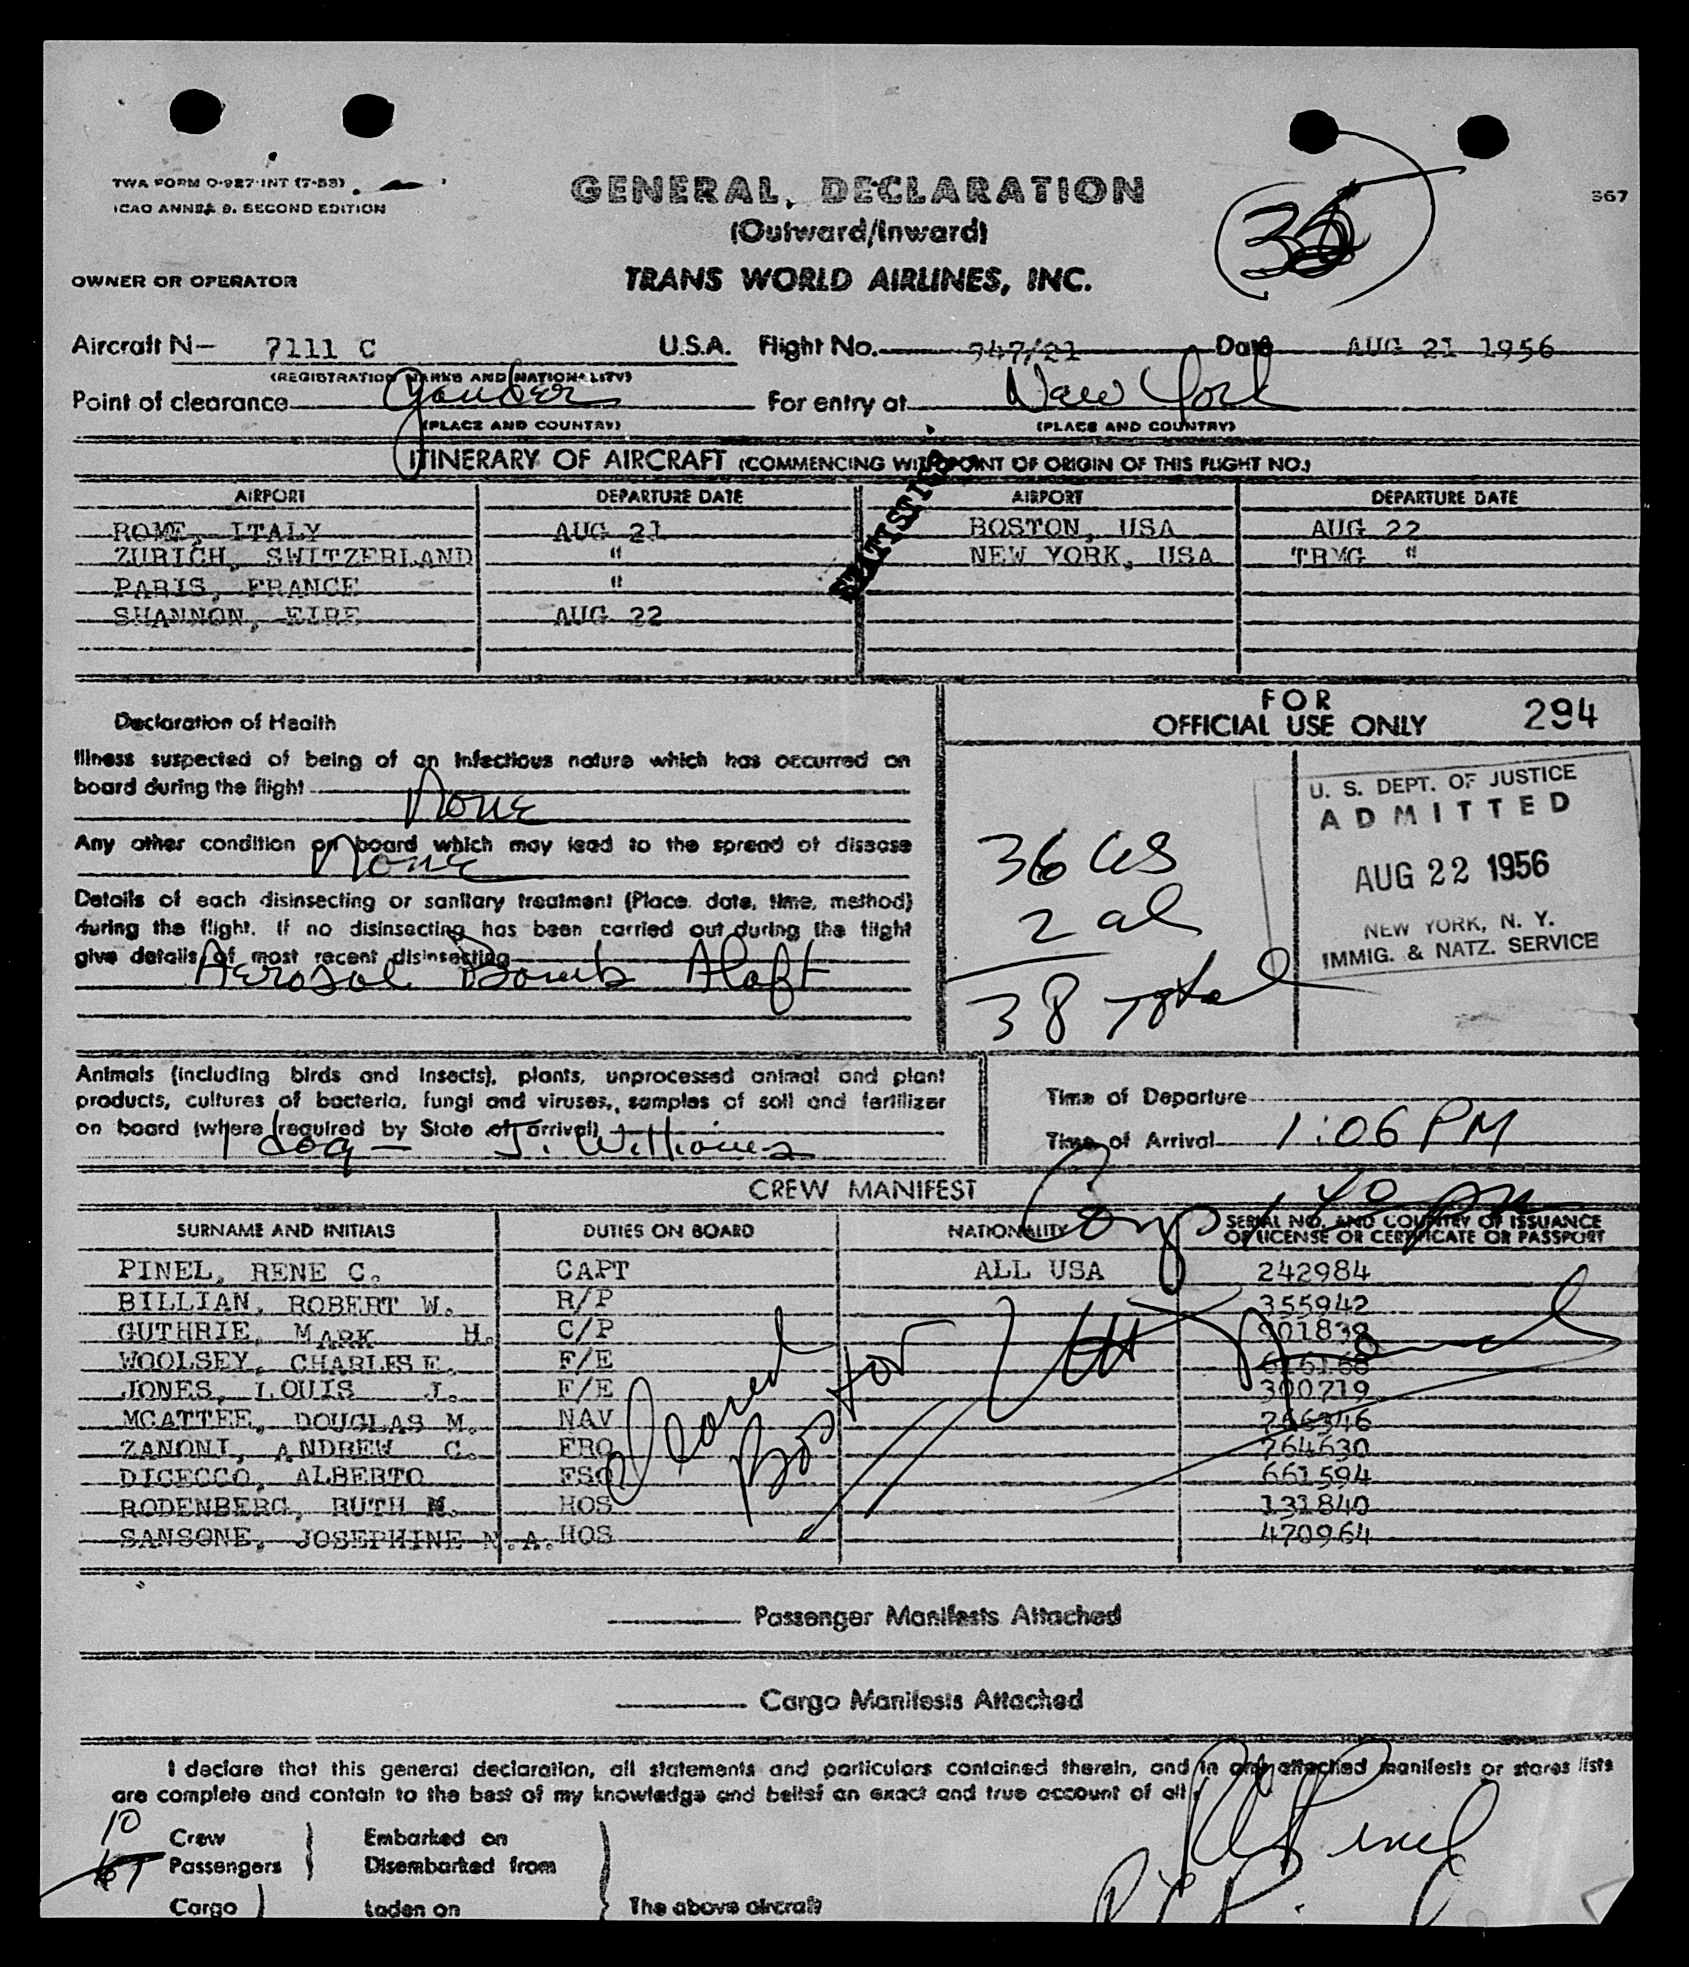 TWA FORM O-927-INT (7-53)
ICAO ANNEX 9, SECOND EDITION
GENERAL DECLARATION
367
(Outward/Inward)
OWNER OR OPERATOR
TRANS WORLD AIRLINES, INC.
Aircraft N— 7111 C U.S.A. Flight No. 947/21 Date AUG 21 1956
(REGISTRATION MARKS AND NATIONALITY)
Point of clearance Gander For entry at New York
(PLACE AND COUNTRY) (PLACE AND COUNTRY)
ITINERARY OF AIRCRAFT (COMMENCING WITH POINT OF ORIGIN OF THIS FLIGHT NO.)
AIRPORT DEPARTURE DATE AIRPORT DEPARTURE DATE
ROME, ITALY AUG 21 BOSTON, USA AUG 22
ZURICH, SWITZERLAND " NEW YORK, USA TRMG "
PARIS, FRANCE "
SHANNON, EIRE AUG 22
STATISTICS
FOR
OFFICIAL USE ONLY 294
Declaration of Health
Illness suspected of being of an infectious nature which has occurred on
board during the flight
None
Any other condition on board which may lead to the spread of disease
None
Details of each disinsecting or sanitary treatment (Place, date, time, method)
during the flight. If no disinsecting has been carried out during the flight
give details of most recent disinsecting
Aerosol Bomb Aloft
36 CIS
2 al
38 Total
U. S. DEPT. OF JUSTICE
ADMITTED
AUG 22 1956
NEW YORK, N. Y.
IMMIG. & NATZ. SERVICE
Animals (including birds and insects), plants, unprocessed animal and plant
products, cultures of bacteria, fungi and viruses, samples of soil and fertilizer
on board (where required by State of arrival)
1 dog — J. Williams
Time of Departure
Time of Arrival 1:06 PM
Comp 1:40 pm
CREW MANIFEST
SURNAME AND INITIALS DUTIES ON BOARD NATIONALITY SERIAL NO. AND COUNTRY OF ISSUANCE
OF LICENSE OR CERTIFICATE OR PASSPORT
PINEL, RENE C. CAPT ALL USA 242984
BILLIAN, ROBERT W. R/P 355942
GUTHRIE, MARK H. C/P 901839
WOOLSEY, CHARLES E. F/E 616168
JONES, LOUIS J. F/E 300719
MCATTEE, DOUGLAS M. NAV 266346
ZANONI, ANDREW C. FRO 264630
DICECCO, ALBERTO FSO 661594
RODENBERG, RUTH M. HOS 131840
SANSONE, JOSEPHINE N.A. HOS 470964
Cleared
Boston
Passenger Manifests Attached
Cargo Manifests Attached
I declare that this general declaration, all statements and particulars contained therein, and in any attached manifests or stores lists
are complete and contain to the best of my knowledge and belief an exact and true account of all
10 Crew Embarked on
Passengers Disembarked from
Cargo Laden on The above aircraft
R C Pinel